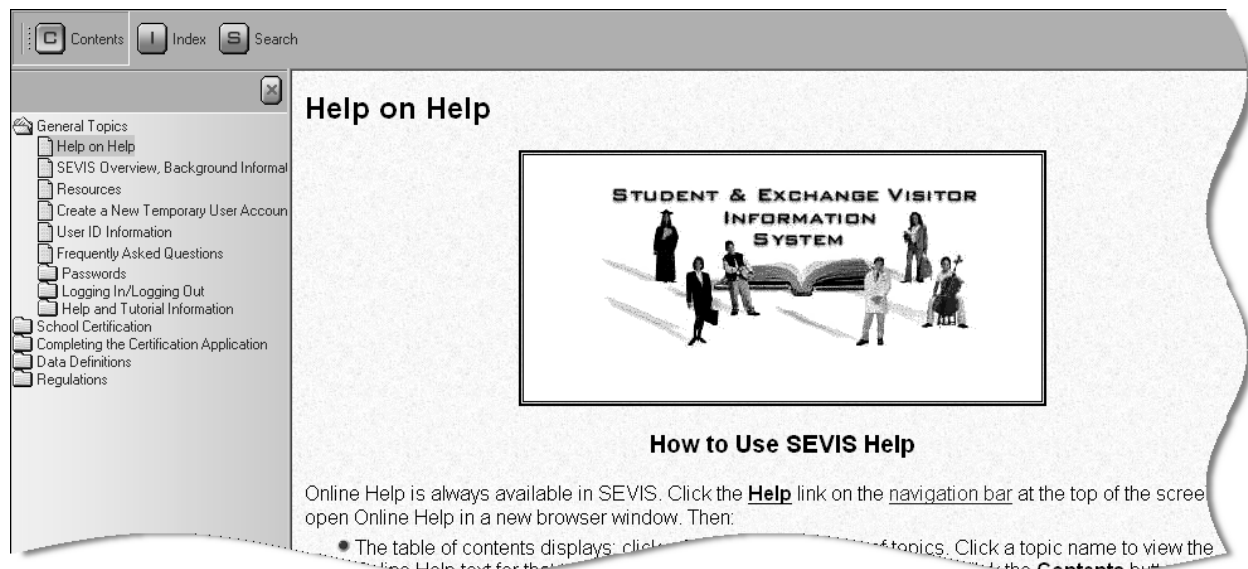 C Contents I Index S Search
General Topics
Help on Help
SEVIS Overview, Background Informat
Resources
Create a New Temporary User Accoun
User ID Information
Frequently Asked Questions
Passwords
Logging In/Logging Out
Help and Tutorial Information
School Certification
Completing the Certification Application
Data Definitions
Regulations
Help on Help
STUDENT & EXCHANGE VISITOR
INFORMATION
SYSTEM
How to Use SEVIS Help
Online Help is always available in SEVIS. Click the Help link on the navigation bar at the top of the scree
open Online Help in a new browser window. Then:
The table of contents displays; click of topics. Click a topic name to view the
Help text for the Contents